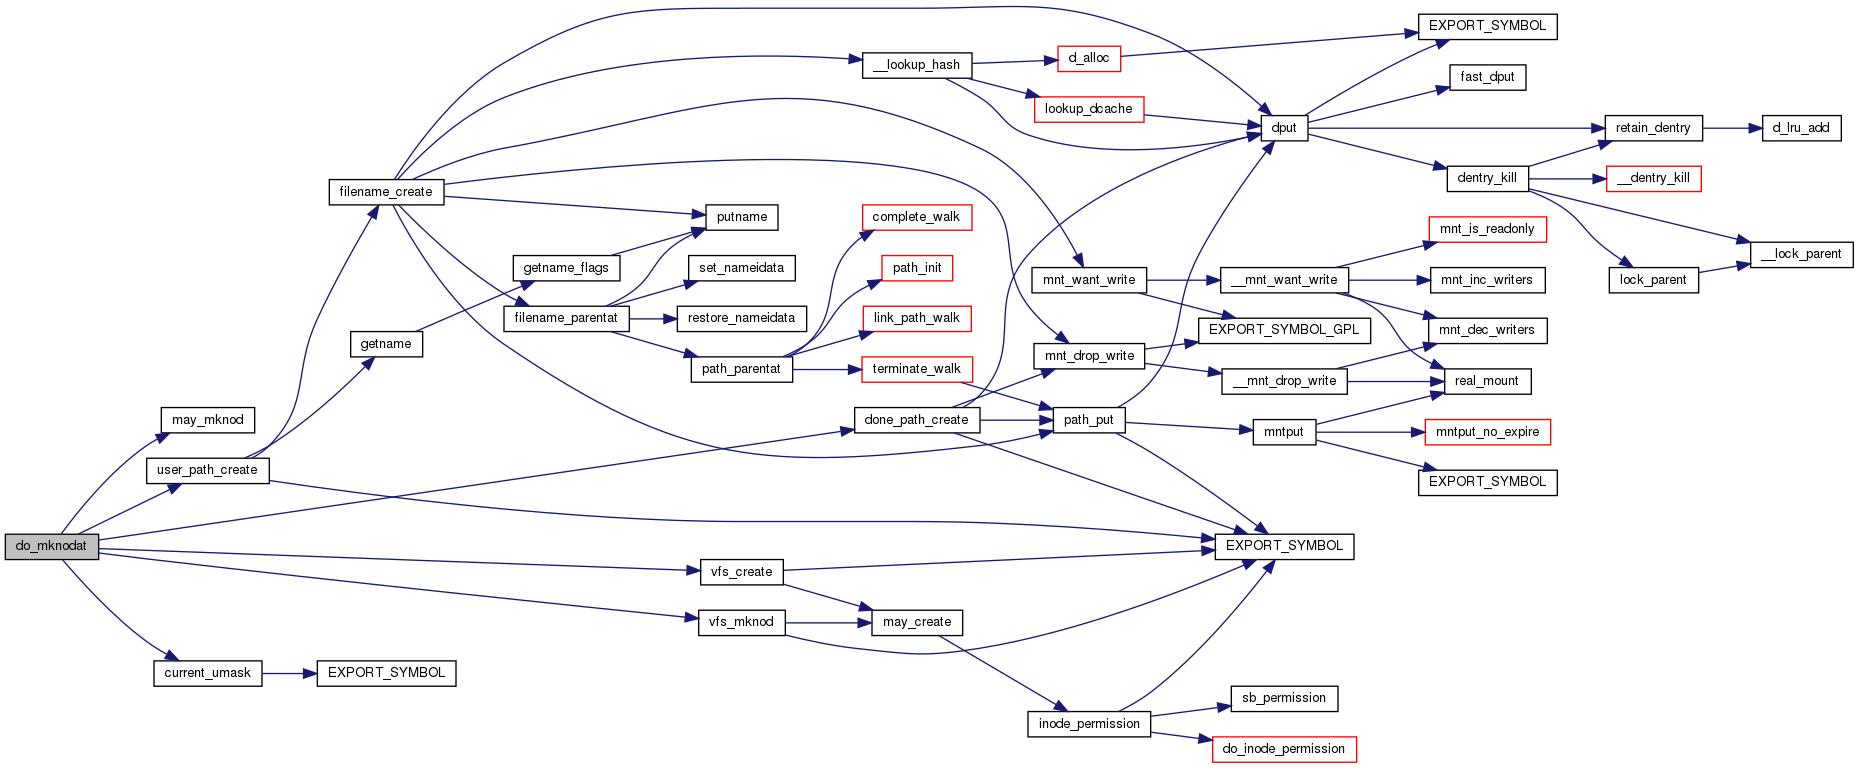 do_mknodat
may_mknod
user_path_create
current_umask
EXPORT_SYMBOL
filename_create
getname
getname_flags
filename_parentat
putname
set_nameidata
restore_nameidata
path_parentat
__lookup_hash
complete_walk
path_init
link_path_walk
terminate_walk
done_path_create
vfs_create
vfs_mknod
may_create
d_alloc
lookup_dcache
mnt_want_write
mnt_drop_write
path_put
inode_permission
dput
__mnt_want_write
EXPORT_SYMBOL_GPL
__mnt_drop_write
mntput
EXPORT_SYMBOL
sb_permission
do_inode_permission
EXPORT_SYMBOL
fast_dput
dentry_kill
mnt_is_readonly
mnt_inc_writers
mnt_dec_writers
real_mount
mntput_no_expire
EXPORT_SYMBOL
retain_dentry
__dentry_kill
lock_parent
d_lru_add
__lock_parent